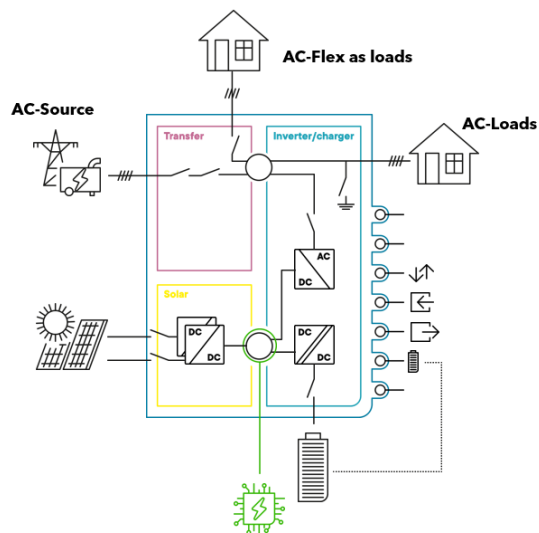 AC-Flex as loads
AC-Source
AC-Loads
Transfer
Inverter/charger
AC
DC
Solar
DC
DC
DC
DC